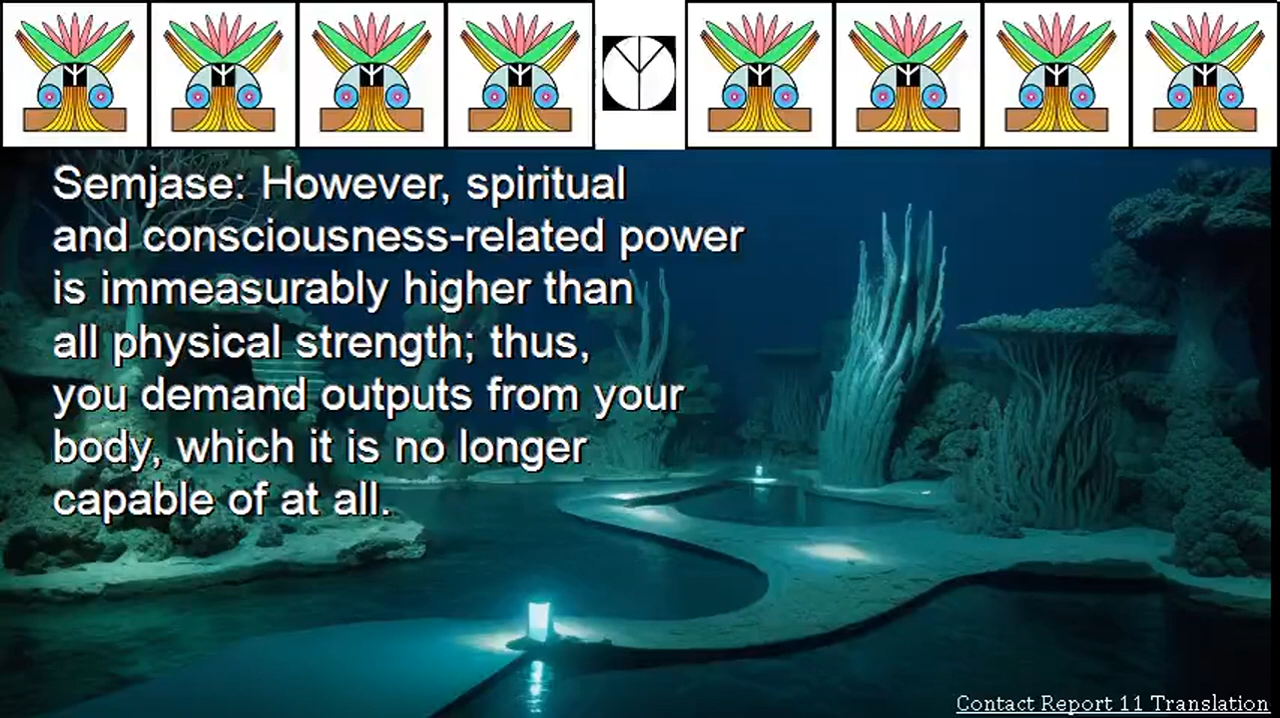 Semjase: However, spiritual
and consciousness-related power
is immeasurably higher than
all physical strength; thus,
you demand outputs from your
body, which it is no longer
capable of at all.
Contact Report 11 Translation